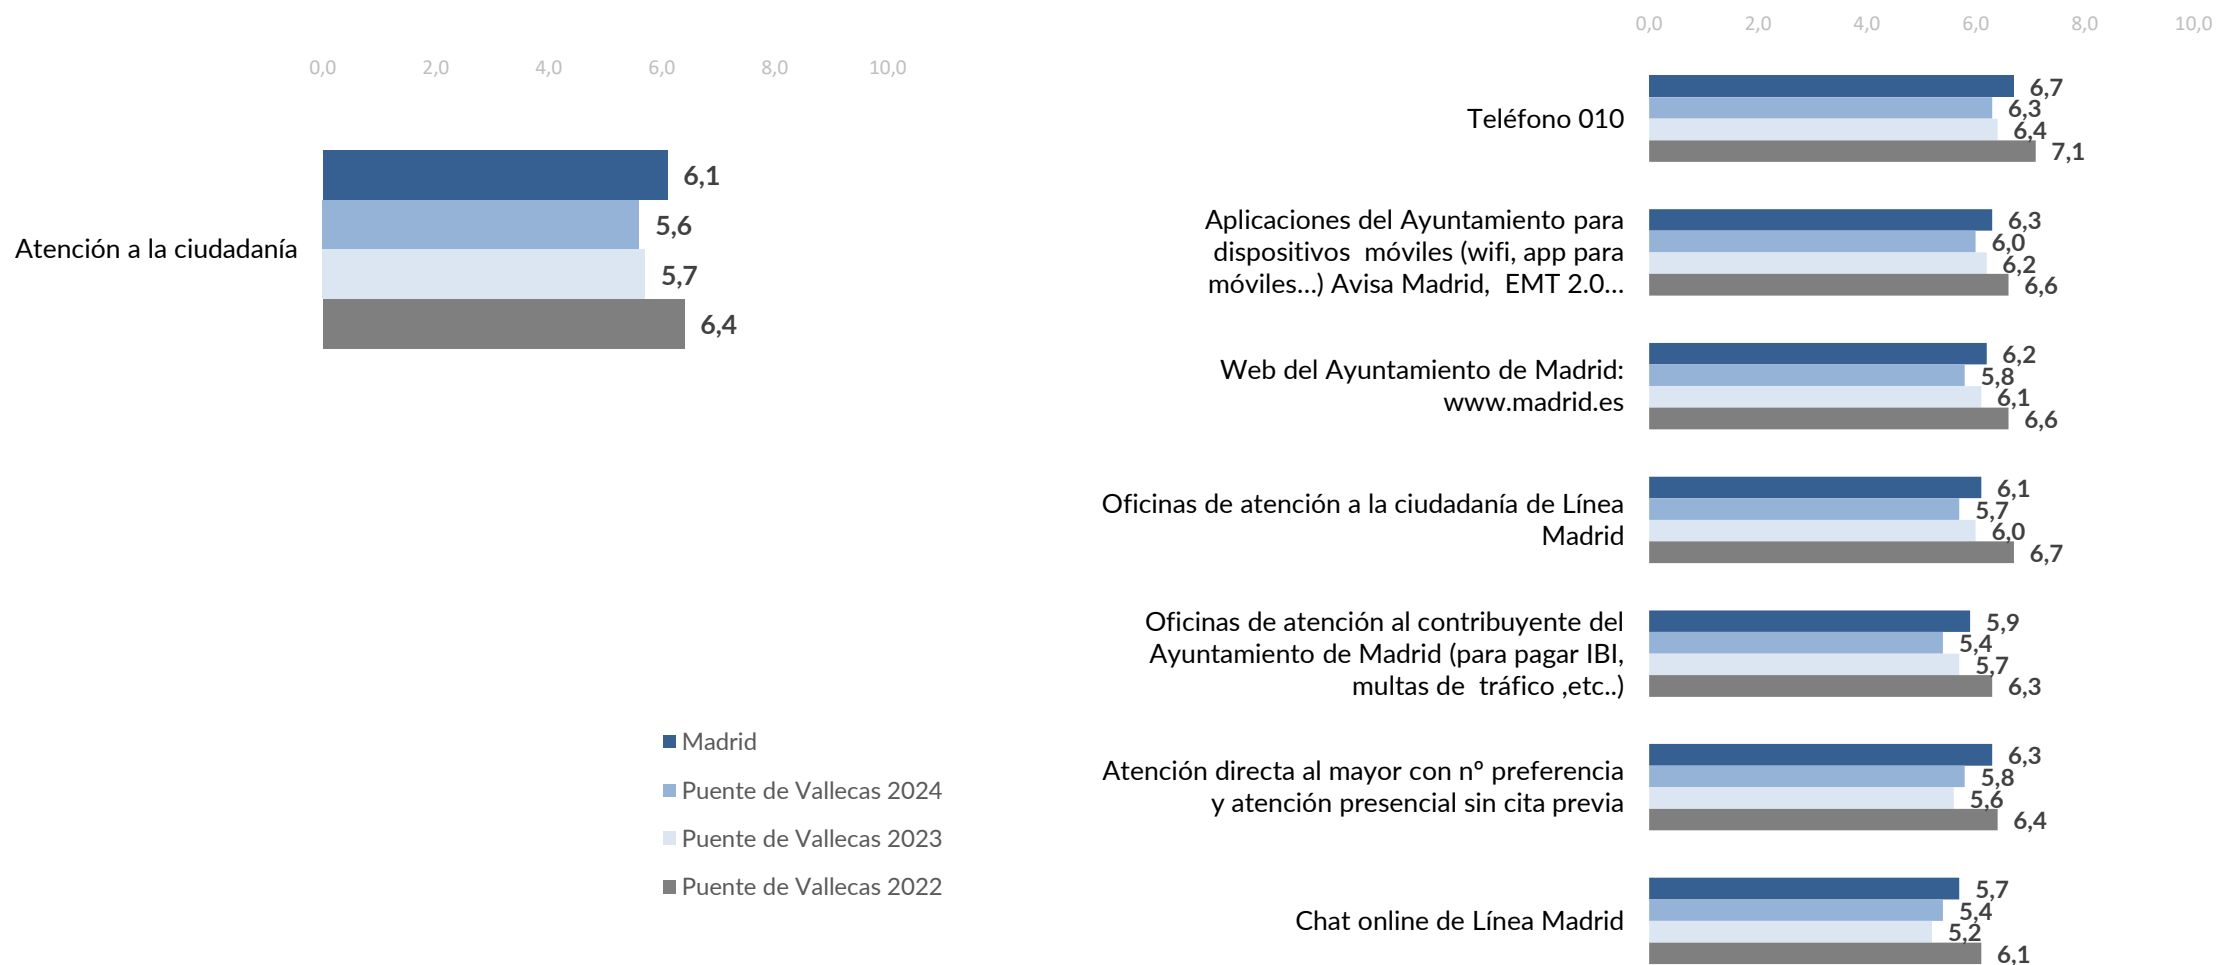 0,0 2,0 4,0 6,0 8,0 10,0
Atención a la ciudadanía
6,1
5,6
5,7
6,4
Madrid
Puente de Vallecas 2024
Puente de Vallecas 2023
Puente de Vallecas 2022
0,0 2,0 4,0 6,0 8,0 10,0
Teléfono 010
6,7
6,3
6,4
7,1
Aplicaciones del Ayuntamiento para
dispositivos  móviles (wifi, app para
móviles...) Avisa Madrid,  EMT 2.0...
6,3
6,0
6,2
6,6
Web del Ayuntamiento de Madrid:
www.madrid.es
6,2
5,8
6,1
6,6
Oficinas de atención a la ciudadanía de Línea
Madrid
6,1
5,7
6,0
6,7
Oficinas de atención al contribuyente del
Ayuntamiento de Madrid (para pagar IBI,
multas de  tráfico ,etc..)
5,9
5,4
5,7
6,3
Atención directa al mayor con nº preferencia
y atención presencial sin cita previa
6,3
5,8
5,6
6,4
Chat online de Línea Madrid
5,7
5,4
5,2
6,1